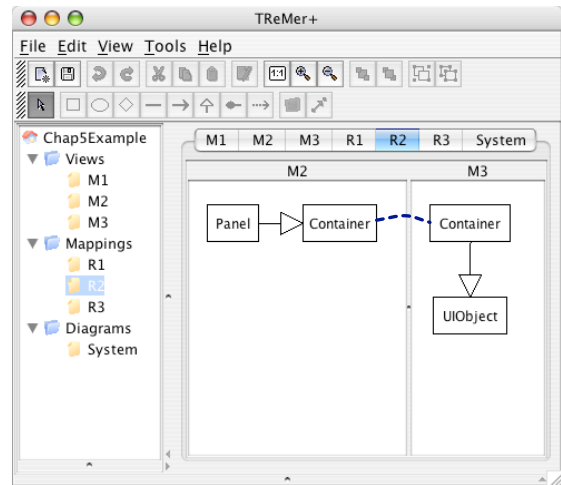 TReMer+
File Edit View Tools Help
1:1
Chap5Example
Views
M1
M2
M3
Mappings
R1
R2
R3
Diagrams
System
M1 M2 M3 R1 R2 R3 System
M2 M3
Panel Container Container
UIObject